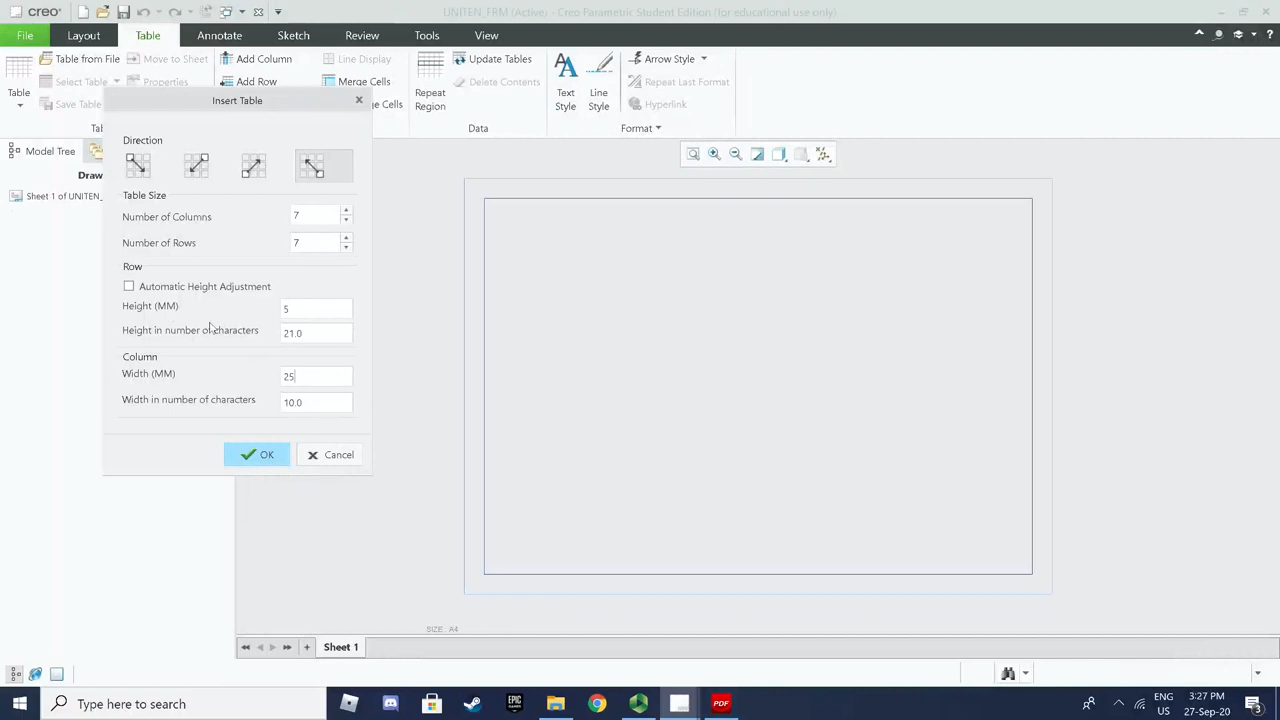 creo
UNITEN_FRM (Active) - Creo Parametric Student Edition (for educational use only)
File Layout Table Annotate Sketch Review Tools View
Table from File Move to Sheet Add Column Line Display Update Tables Arrow Style
Select Table Properties Add Row Merge Cells Delete Contents Repeat Last Format
Table Save Table Repeat Region Text Style Line Style Hyperlink
Data Format
Insert Table
Model Tree
Direction
Sheet 1 of UNITEN_
Table Size
Number of Columns 7
Number of Rows 7
Row
Automatic Height Adjustment
Height (MM) 5
Height in number of characters 21.0
Column
Width (MM) 25
Width in number of characters 10.0
OK Cancel
SIZE: A4
Sheet 1
Type here to search
EPIC GAMES
PDF
ENG
US
3:27 PM
27-Sep-20
3